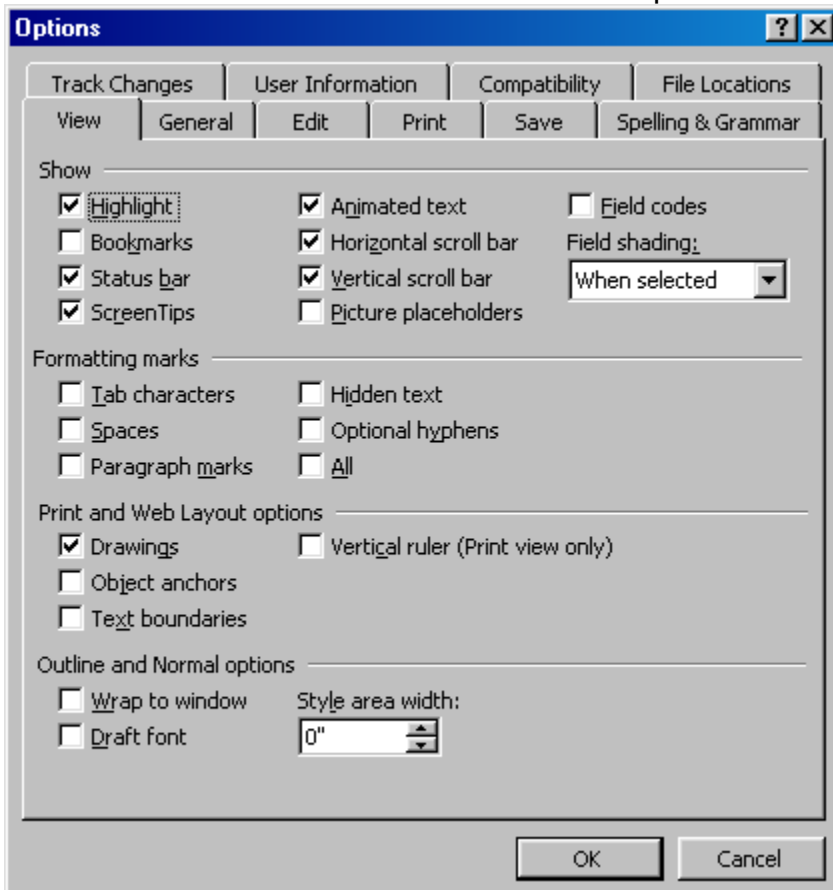 Options
Track Changes User Information Compatibility File Locations
View General Edit Print Save Spelling & Grammar
Show
Highlight Animated text Field codes
Bookmarks Horizontal scroll bar Field shading:
Status bar Vertical scroll bar When selected
ScreenTips Picture placeholders
Formatting marks
Tab characters Hidden text
Spaces Optional hyphens
Paragraph marks All
Print and Web Layout options
Drawings Vertical ruler (Print view only)
Object anchors
Text boundaries
Outline and Normal options
Wrap to window Style area width:
Draft font 0"
OK Cancel